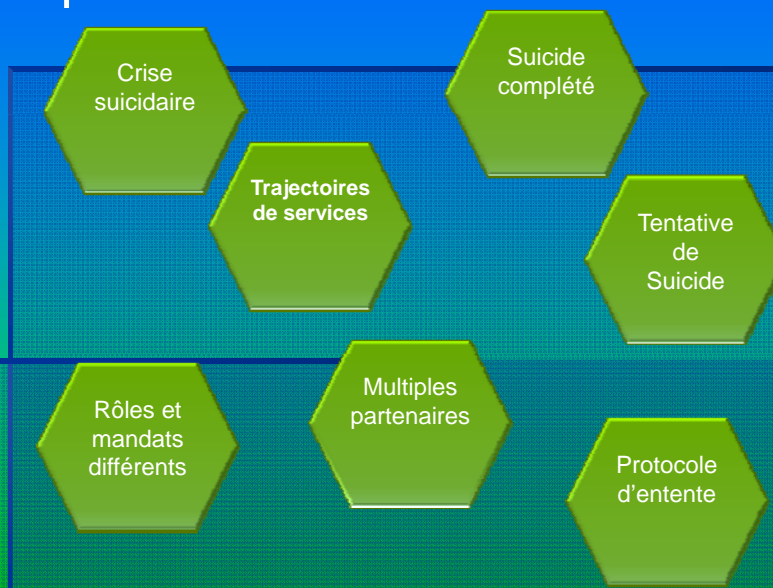 Crise
suicidaire
Suicide
complété
Trajectoires
de services
Tentative
de
Suicide
Multiples
partenaires
Rôles et
mandats
différents
Protocole
d'entente